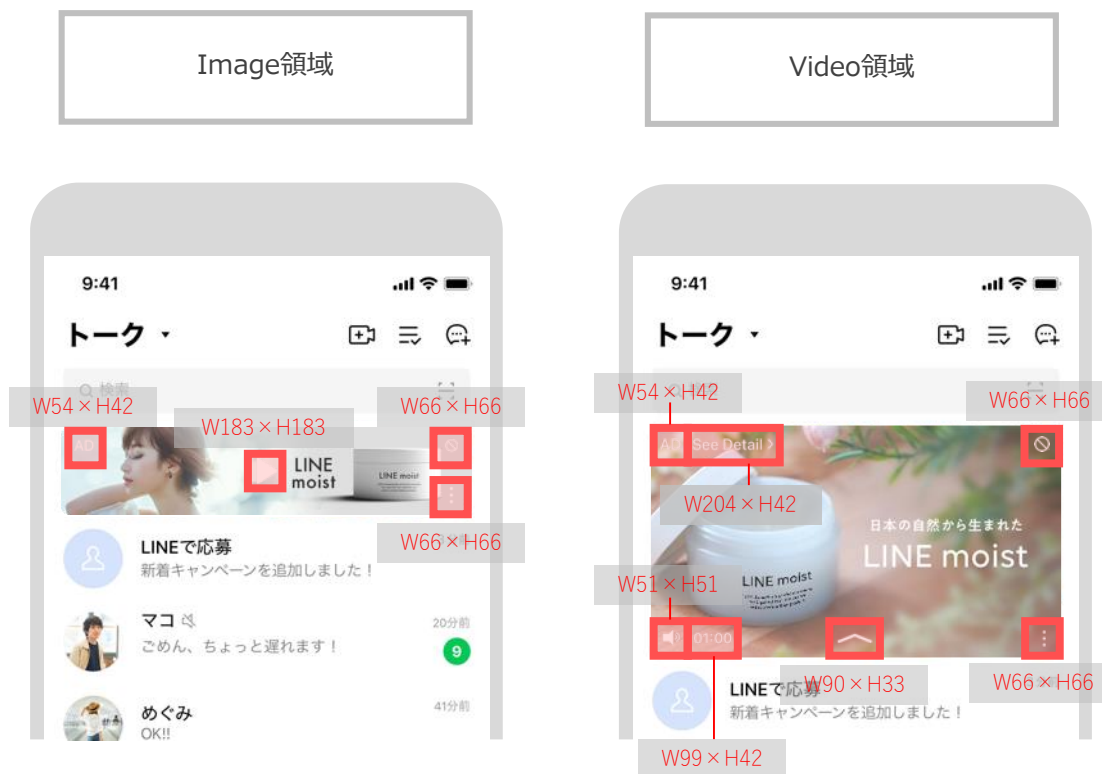 Image領域
9:41
トーク
検索
W54×H42
W66×H66
W183×H183
AD
LINE
moist
LINE moist
W66×H66
LINEで応募
新着キャンペーンを追加しました！
マコ
20分前
ごめん、ちょっと遅れます！
9
めぐみ
41分前
OK!!
Video領域
9:41
トーク
W54×H42
W66×H66
AD
See Detail
W204×H42
日本の自然から生まれた
LINE moist
LINE moist
W51×H51
01:00
W90×H33
W66×H66
LINEで応募
新着キャンペーンを追加しました！
W99×H42